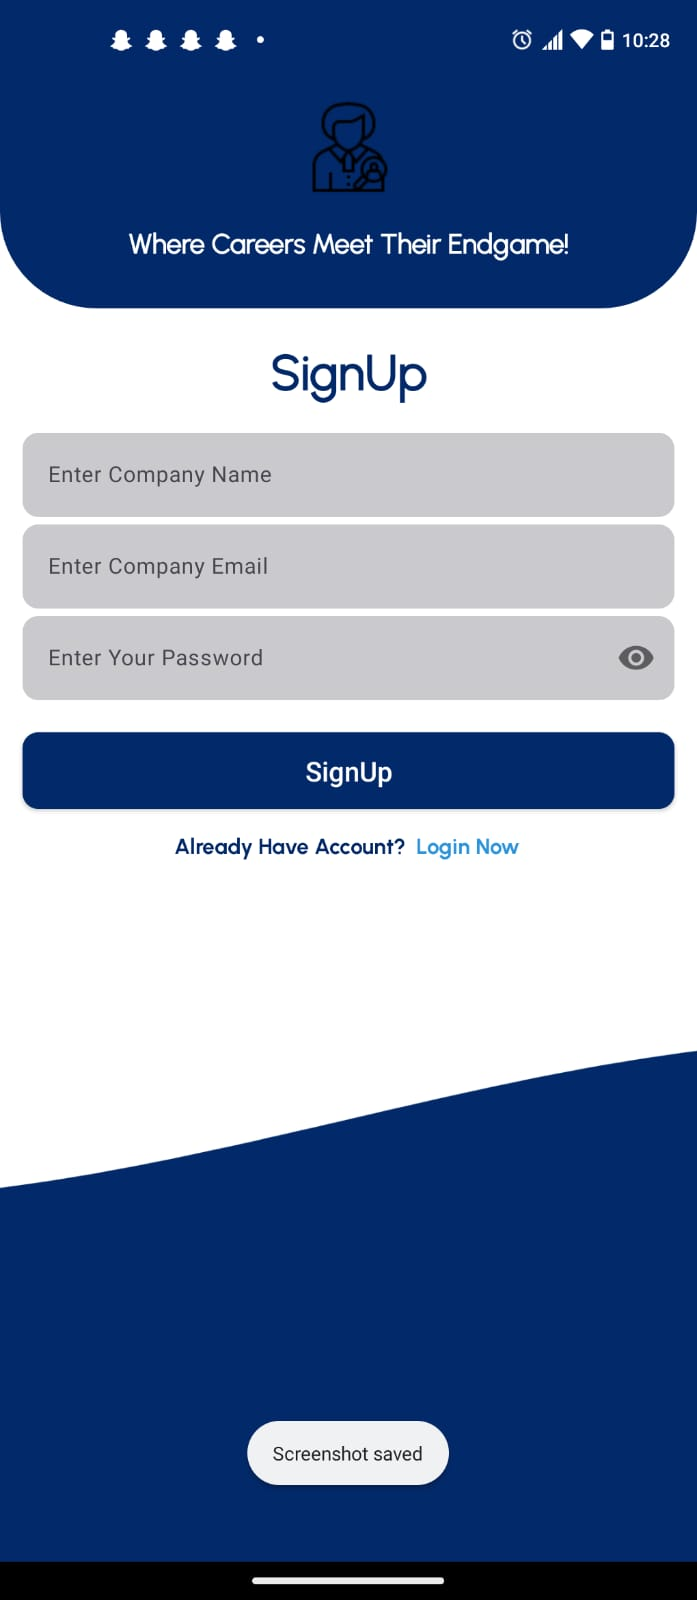 10:28
Where Careers Meet Their Endgame!
SignUp
Enter Company Name
Enter Company Email
Enter Your Password
SignUp
Already Have Account? Login Now
Screenshot saved